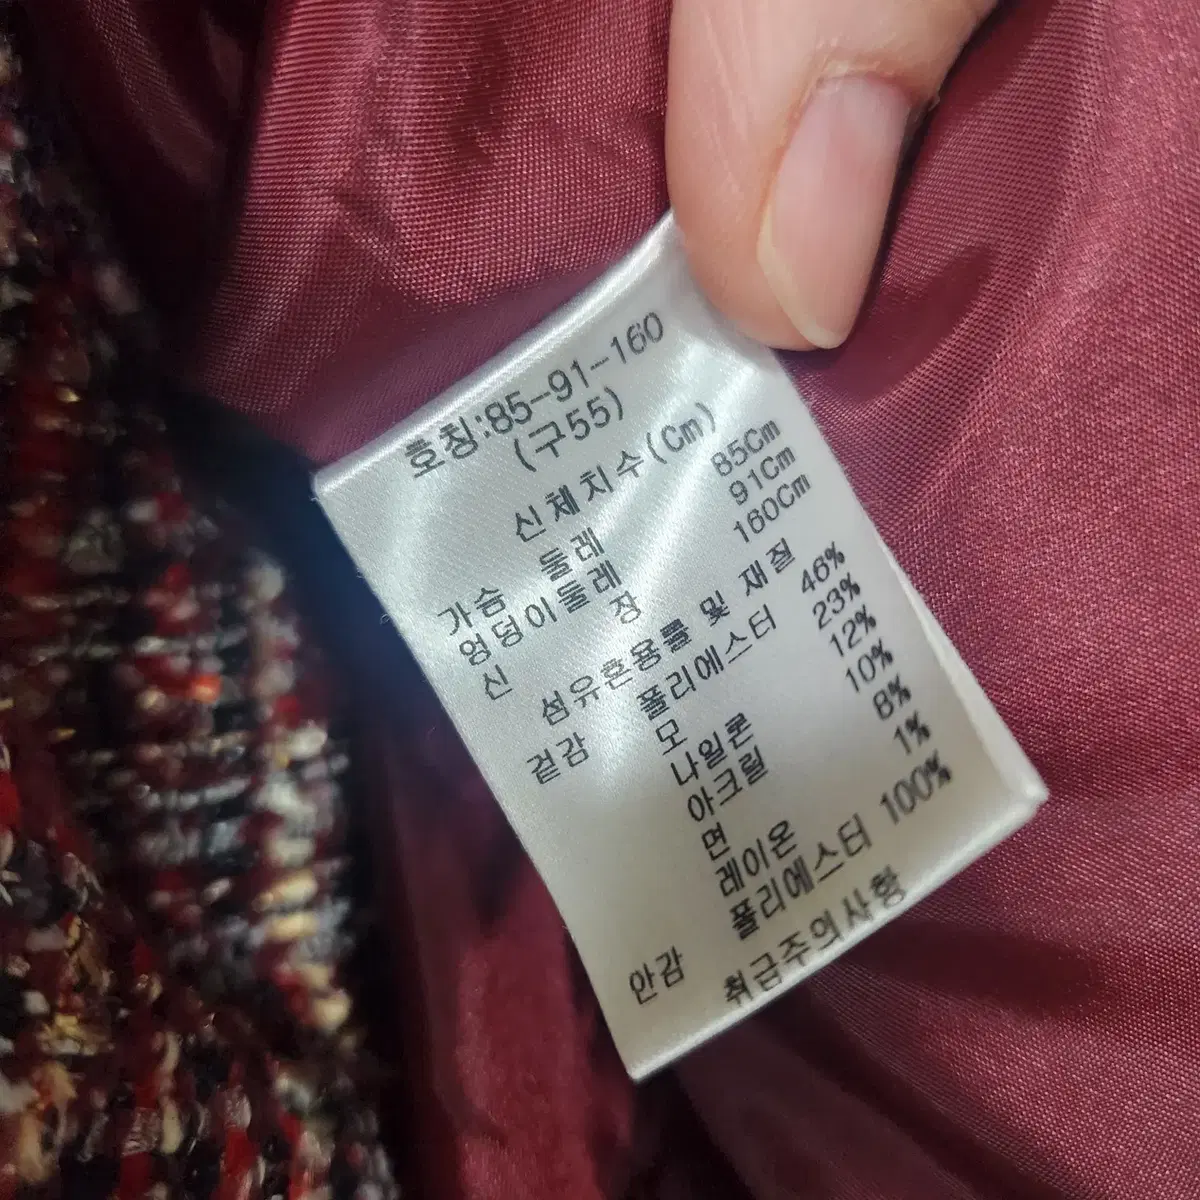 호칭:85-91-160
(구55)
신체치수(Cm)
가슴 둘레 85Cm
엉덩이둘레 91Cm
신 장 160Cm
섬유혼용률 및 재질
겉감 폴리에스터 46%
모 23%
나일론 12%
아크릴 10%
면 8%
레이온 1%
안감 폴리에스터 100%
취급주의사항